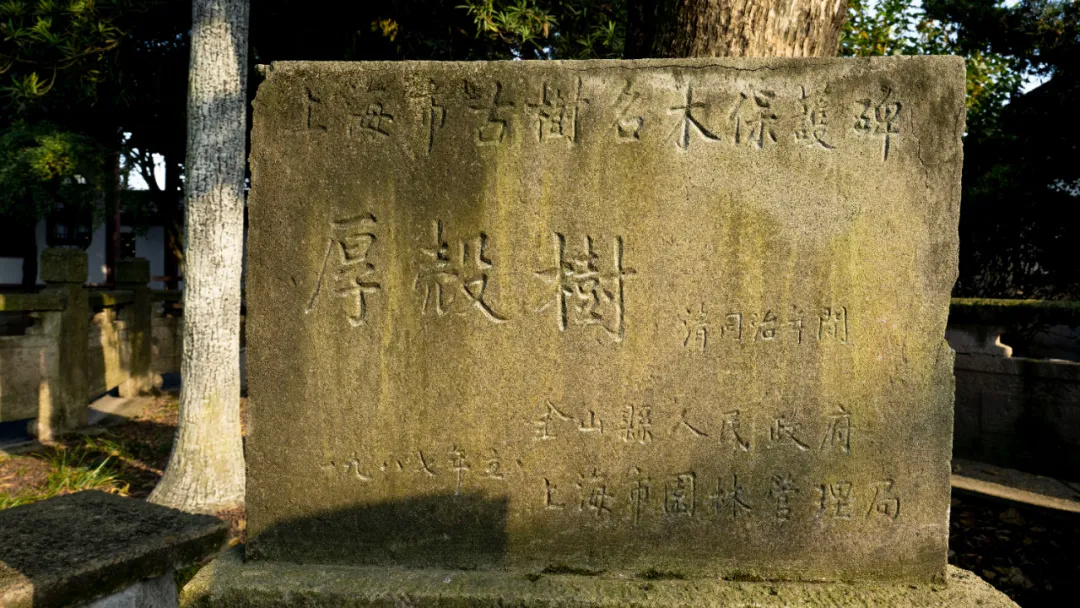 上海市古樹名木保護碑
厚殼樹
清同治年間
金山縣人民政府
一九八七年立
上海市園林管理局